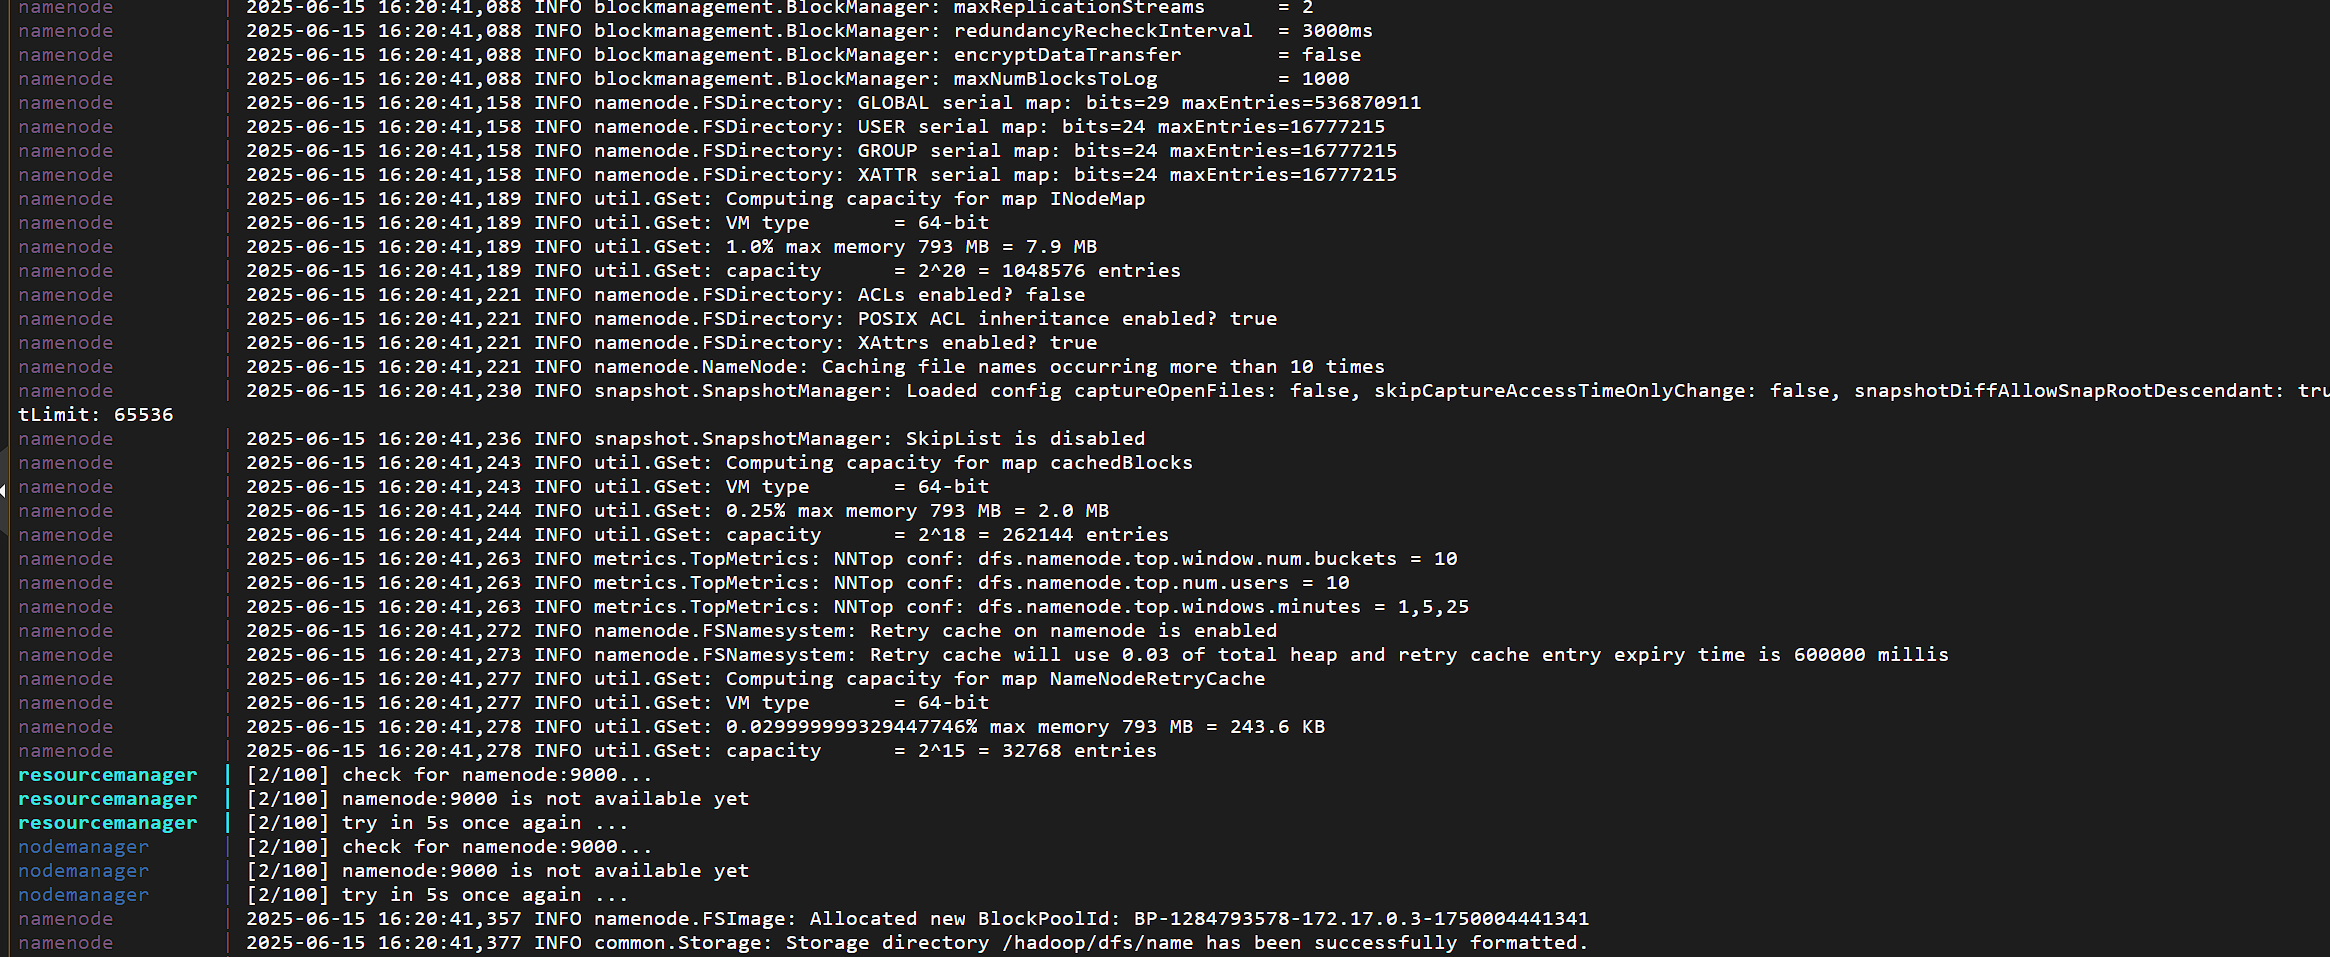 namenode | 2025-06-15 16:20:41,088 INFO blockmanagement.BlockManager: maxReplicationStreams = 2
namenode | 2025-06-15 16:20:41,088 INFO blockmanagement.BlockManager: redundancyRecheckInterval = 3000ms
namenode | 2025-06-15 16:20:41,088 INFO blockmanagement.BlockManager: encryptDataTransfer = false
namenode | 2025-06-15 16:20:41,088 INFO blockmanagement.BlockManager: maxNumBlocksToLog = 1000
namenode | 2025-06-15 16:20:41,158 INFO namenode.FSDirectory: GLOBAL serial map: bits=29 maxEntries=536870911
namenode | 2025-06-15 16:20:41,158 INFO namenode.FSDirectory: USER serial map: bits=24 maxEntries=16777215
namenode | 2025-06-15 16:20:41,158 INFO namenode.FSDirectory: GROUP serial map: bits=24 maxEntries=16777215
namenode | 2025-06-15 16:20:41,158 INFO namenode.FSDirectory: XATTR serial map: bits=24 maxEntries=16777215
namenode | 2025-06-15 16:20:41,189 INFO util.GSet: Computing capacity for map INodeMap
namenode | 2025-06-15 16:20:41,189 INFO util.GSet: VM type = 64-bit
namenode | 2025-06-15 16:20:41,189 INFO util.GSet: 1.0% max memory 793 MB = 7.9 MB
namenode | 2025-06-15 16:20:41,189 INFO util.GSet: capacity = 2^20 = 1048576 entries
namenode | 2025-06-15 16:20:41,221 INFO namenode.FSDirectory: ACLs enabled? false
namenode | 2025-06-15 16:20:41,221 INFO namenode.FSDirectory: POSIX ACL inheritance enabled? true
namenode | 2025-06-15 16:20:41,221 INFO namenode.FSDirectory: XAttrs enabled? true
namenode | 2025-06-15 16:20:41,221 INFO namenode.NameNode: Caching file names occurring more than 10 times
namenode | 2025-06-15 16:20:41,230 INFO snapshot.SnapshotManager: Loaded config captureOpenFiles: false, skipCaptureAccessTimeOnlyChange: false, snapshotDiffAllowSnapRootDescendant: tru
tLimit: 65536
namenode | 2025-06-15 16:20:41,236 INFO snapshot.SnapshotManager: SkipList is disabled
namenode | 2025-06-15 16:20:41,243 INFO util.GSet: Computing capacity for map cachedBlocks
namenode | 2025-06-15 16:20:41,243 INFO util.GSet: VM type = 64-bit
namenode | 2025-06-15 16:20:41,244 INFO util.GSet: 0.25% max memory 793 MB = 2.0 MB
namenode | 2025-06-15 16:20:41,244 INFO util.GSet: capacity = 2^18 = 262144 entries
namenode | 2025-06-15 16:20:41,263 INFO metrics.TopMetrics: NNTop conf: dfs.namenode.top.window.num.buckets = 10
namenode | 2025-06-15 16:20:41,263 INFO metrics.TopMetrics: NNTop conf: dfs.namenode.top.num.users = 10
namenode | 2025-06-15 16:20:41,263 INFO metrics.TopMetrics: NNTop conf: dfs.namenode.top.windows.minutes = 1,5,25
namenode | 2025-06-15 16:20:41,272 INFO namenode.FSNamesystem: Retry cache on namenode is enabled
namenode | 2025-06-15 16:20:41,273 INFO namenode.FSNamesystem: Retry cache will use 0.03 of total heap and retry cache entry expiry time is 600000 millis
namenode | 2025-06-15 16:20:41,277 INFO util.GSet: Computing capacity for map NameNodeRetryCache
namenode | 2025-06-15 16:20:41,277 INFO util.GSet: VM type = 64-bit
namenode | 2025-06-15 16:20:41,278 INFO util.GSet: 0.029999999329447746% max memory 793 MB = 243.6 KB
namenode | 2025-06-15 16:20:41,278 INFO util.GSet: capacity = 2^15 = 32768 entries
resourcemanager | [2/100] check for namenode:9000...
resourcemanager | [2/100] namenode:9000 is not available yet
resourcemanager | [2/100] try in 5s once again ...
nodemanager | [2/100] check for namenode:9000...
nodemanager | [2/100] namenode:9000 is not available yet
nodemanager | [2/100] try in 5s once again ...
namenode | 2025-06-15 16:20:41,357 INFO namenode.FSImage: Allocated new BlockPoolId: BP-1284793578-172.17.0.3-1750004441341
namenode | 2025-06-15 16:20:41,377 INFO common.Storage: Storage directory /hadoop/dfs/name has been successfully formatted.